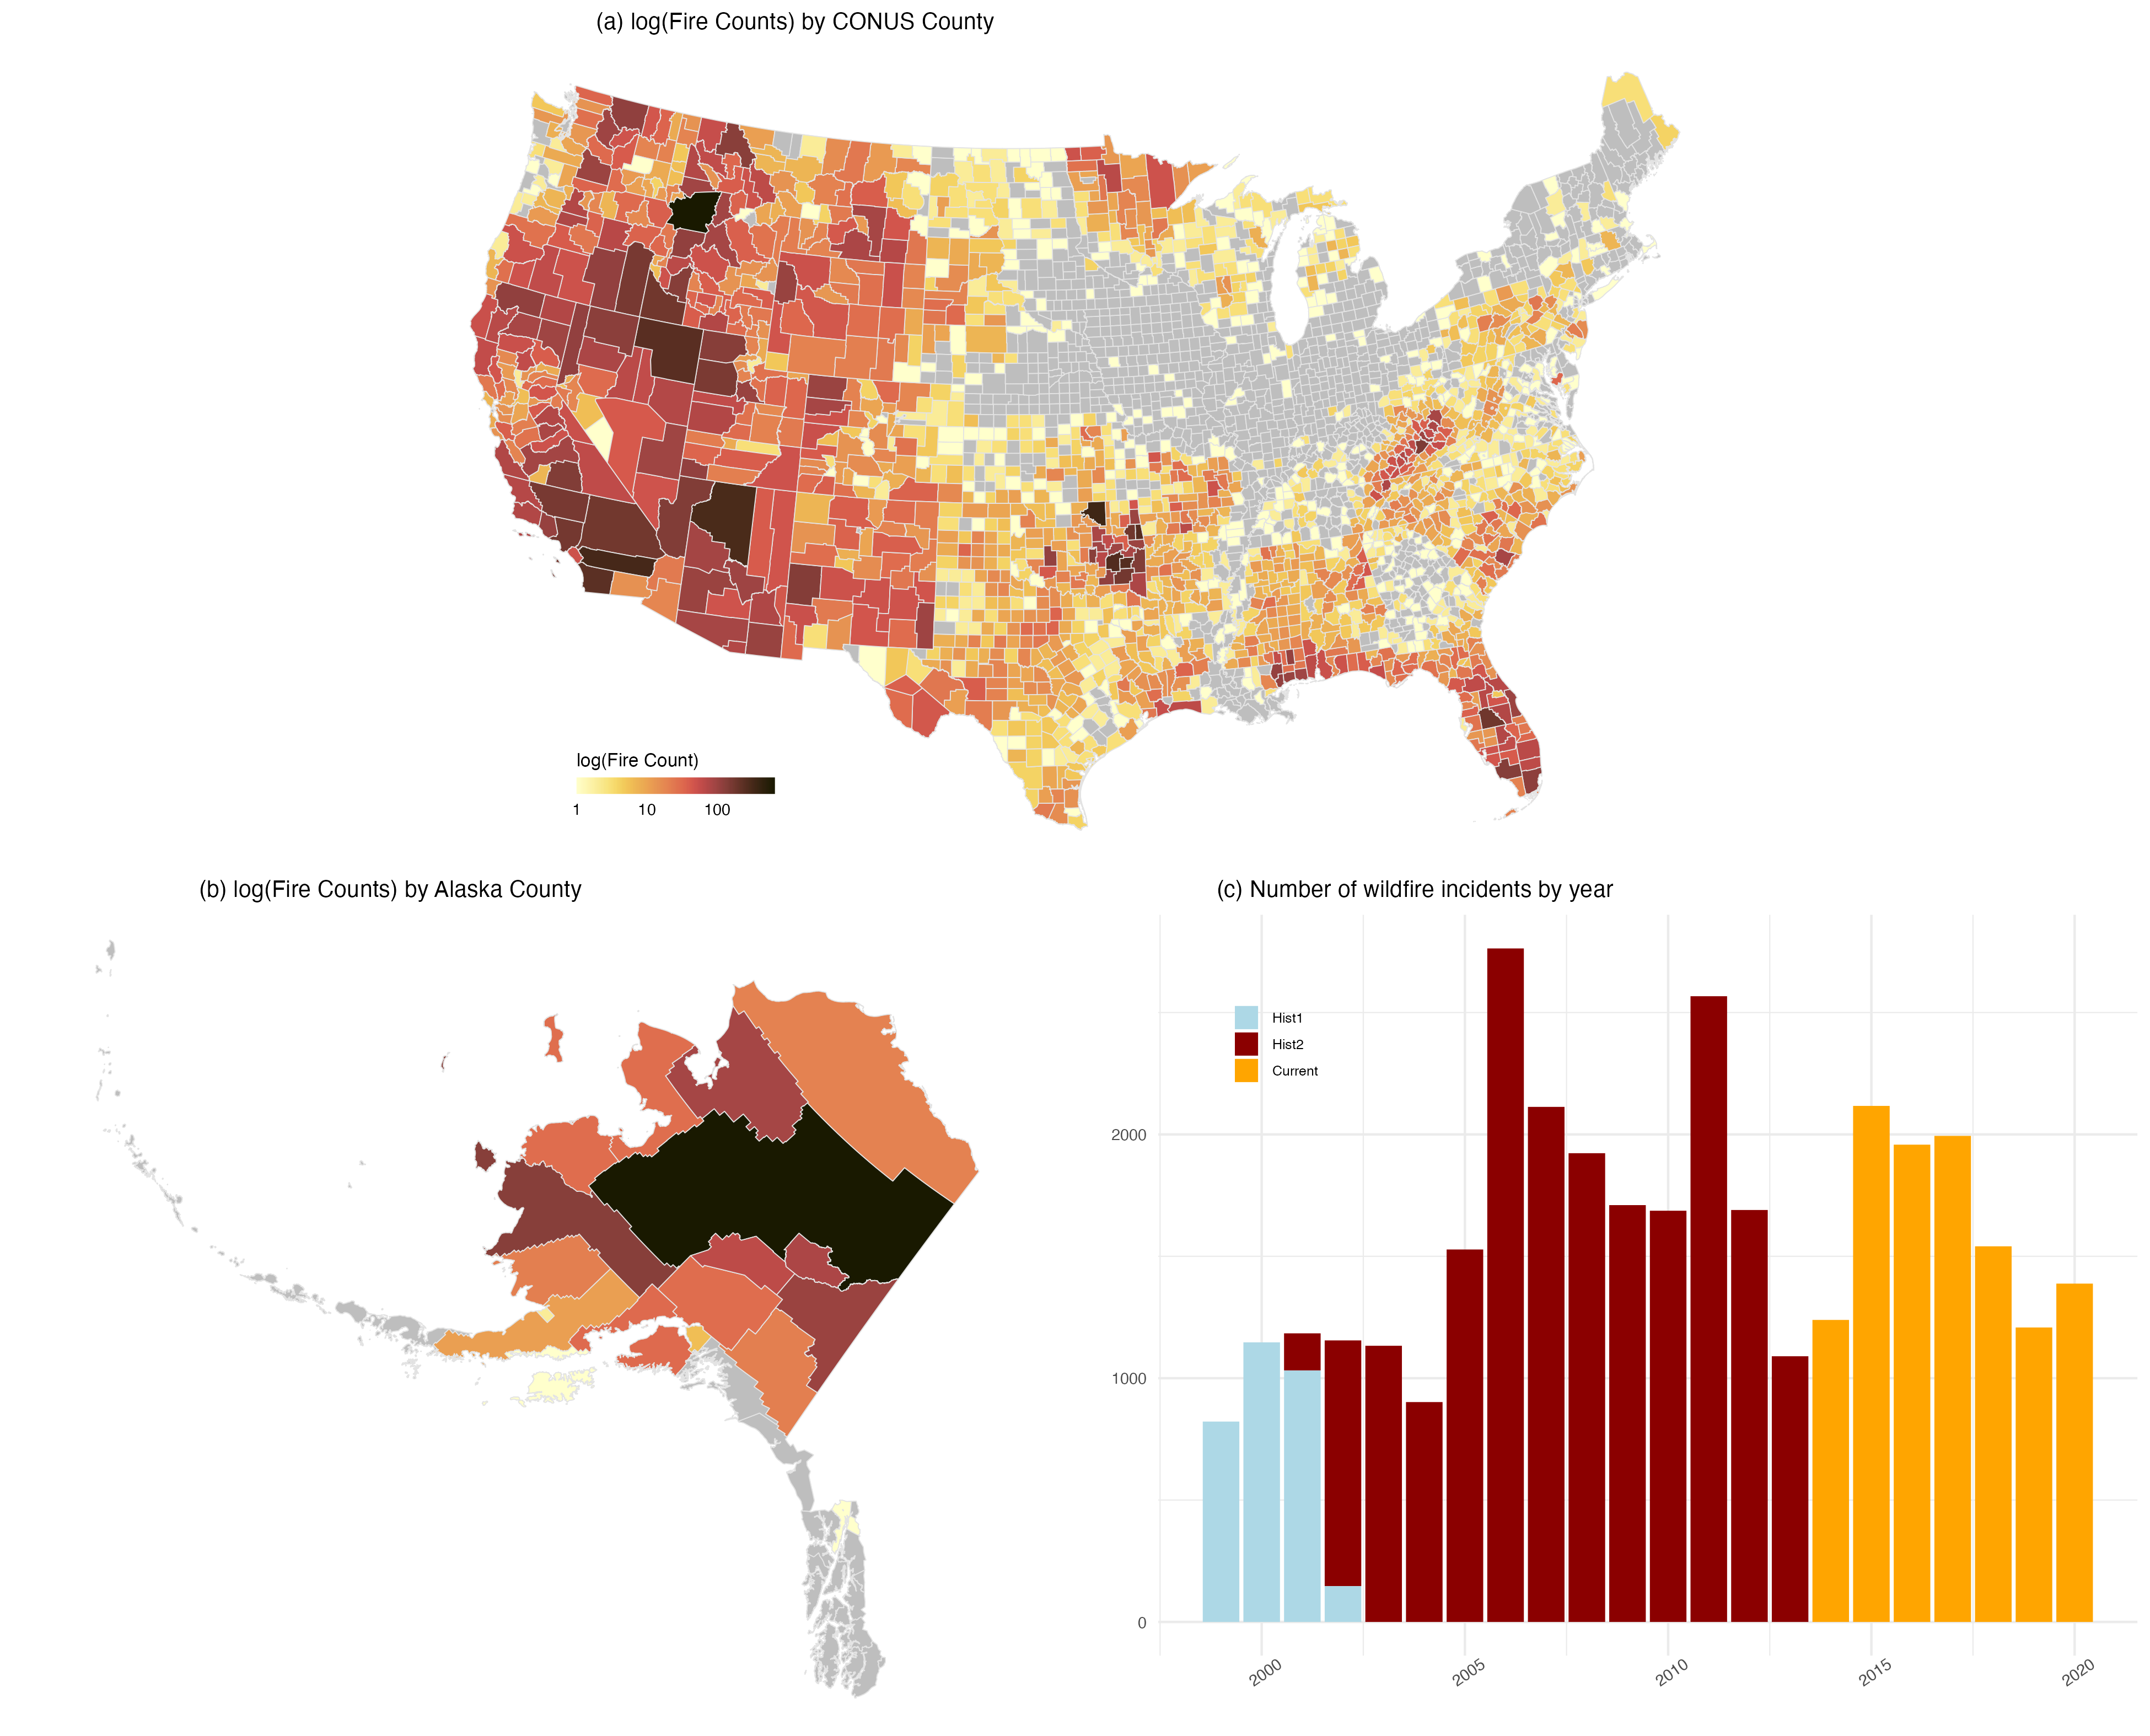 (a) log(Fire Counts) by CONUS County
log(Fire Count)
1 10 100
(b) log(Fire Counts) by Alaska County
(c) Number of wildfire incidents by year
Hist1
Hist2
Current
2000
1000
0
2000 2005 2010 2015 2020